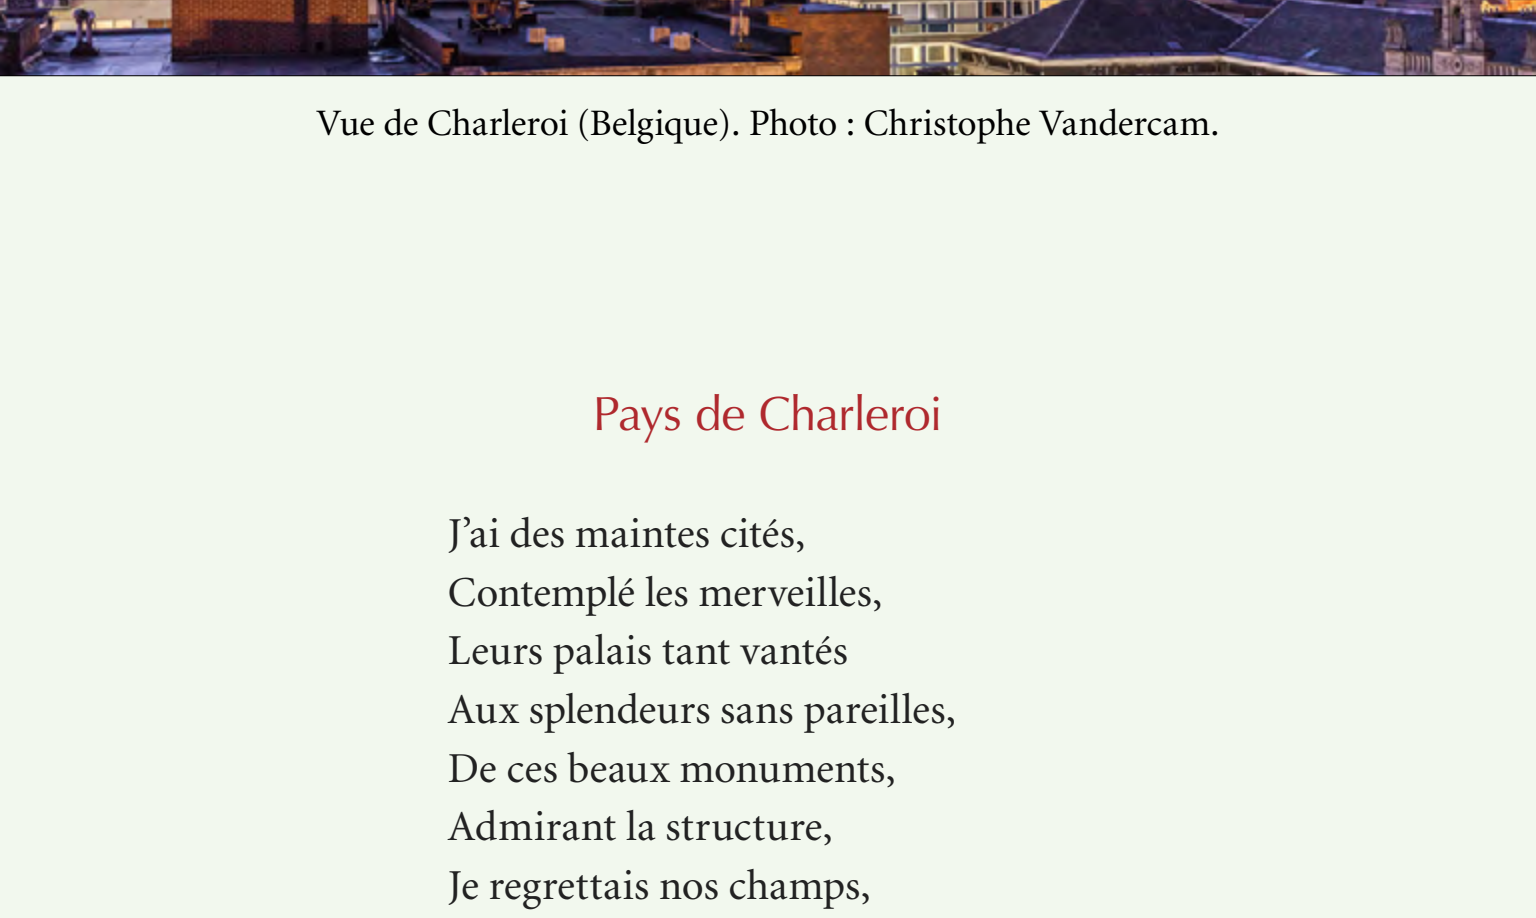 Vue de Charleroi (Belgique). Photo : Christophe Vandercam.
Pays de Charleroi
J’ai des maintes cités,
Contemplé les merveilles,
Leurs palais tant vantés
Aux splendeurs sans pareilles,
De ces beaux monuments,
Admirant la structure,
Je regrettais nos champs,